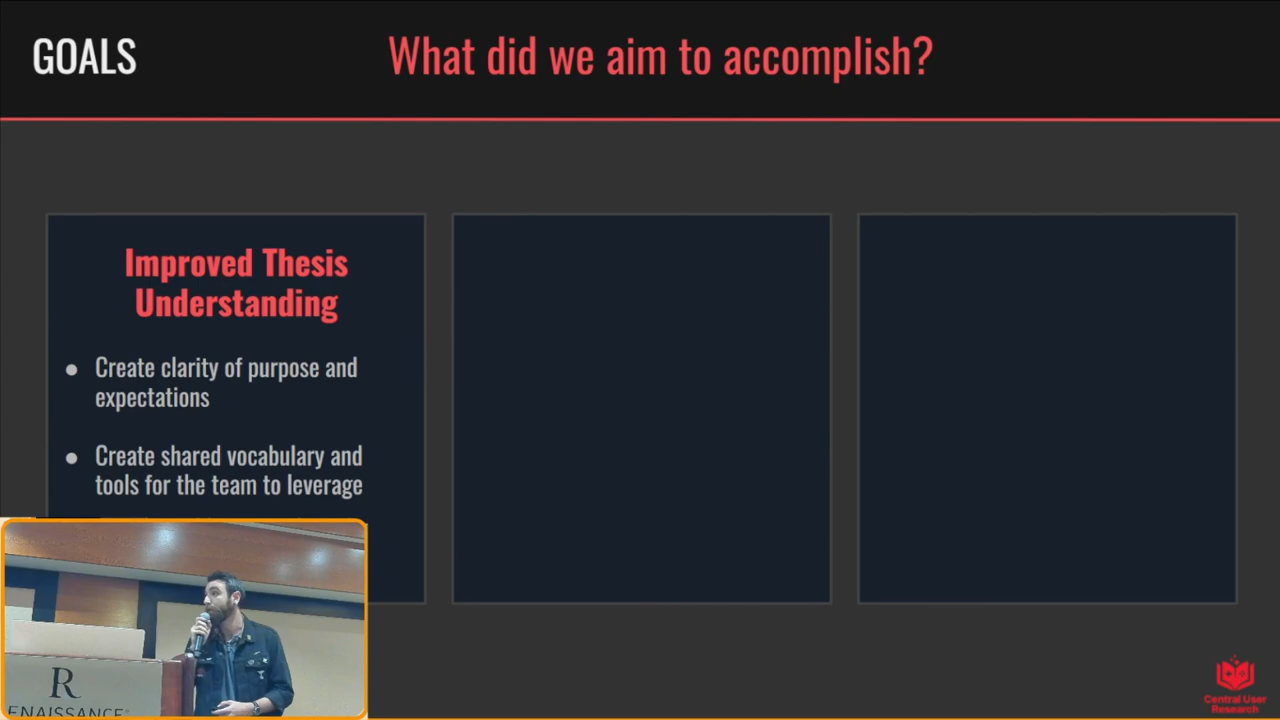 GOALS
What did we aim to accomplish?
Improved Thesis
Understanding
● Create clarity of purpose and
expectations
● Create shared vocabulary and
tools for the team to leverage
R
ENAISSANCE®
Central User
Research